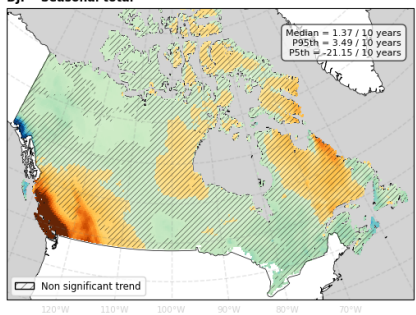 Seasonal total
Median = 1.37 / 10 years
P95th = 3.49 / 10 years
P5th = -21.15 / 10 years
Non significant trend
120°W 110°W 100°W 90°W 80°W 70°W